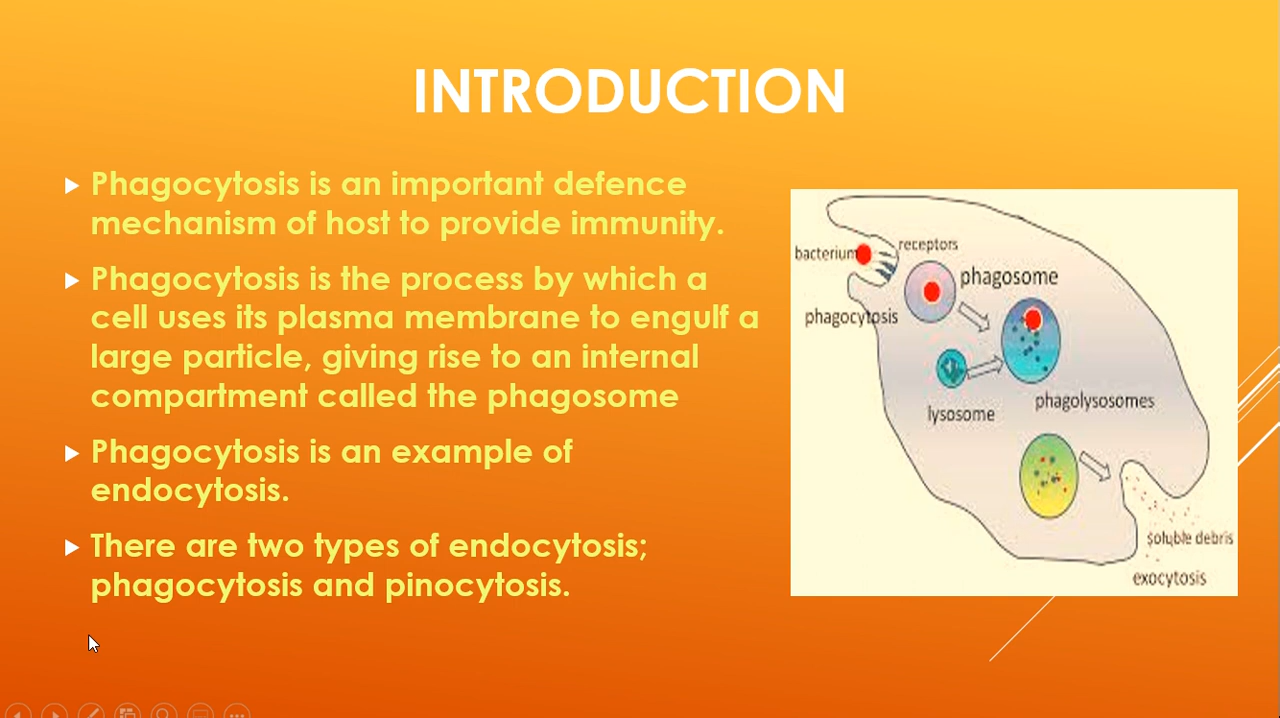 INTRODUCTION
Phagocytosis is an important defence
mechanism of host to provide immunity.
Phagocytosis is the process by which a
cell uses its plasma membrane to engulf a
large particle, giving rise to an internal
compartment called the phagosome
Phagocytosis is an example of
endocytosis.
There are two types of endocytosis;
phagocytosis and pinocytosis.
bacterium
receptors
phagosome
phagocytosis
lysosome
phagolysosomes
soluble debris
exocytosis